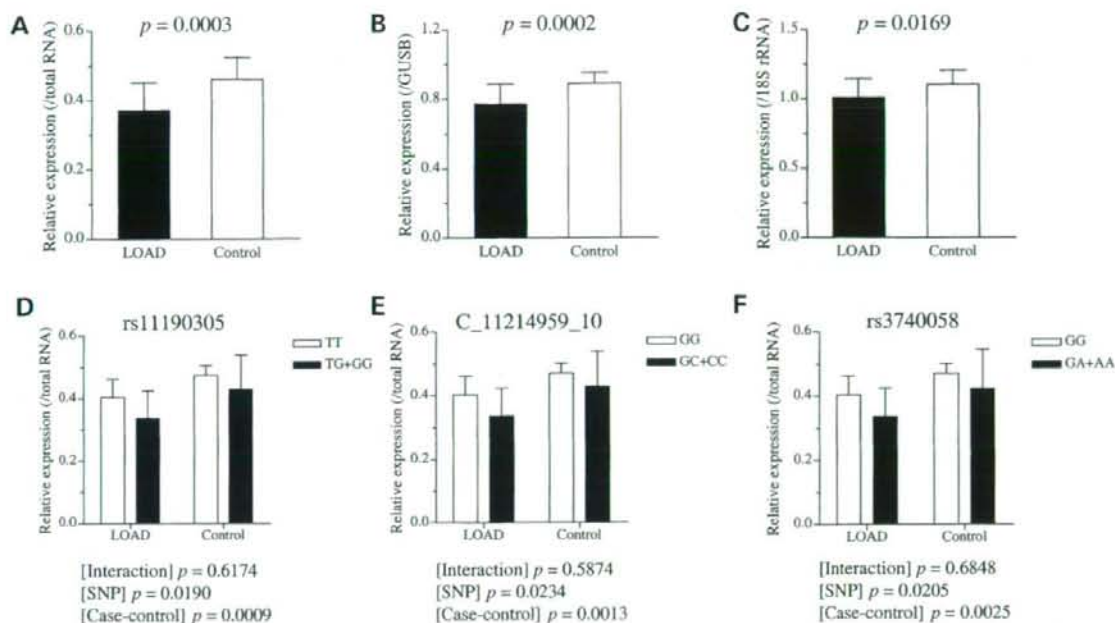 A
p = 0.0003
Relative expression (/total RNA)
0.6
0.4
0.2
0.0
LOAD
Control
B
p = 0.0002
Relative expression (/GUSB)
1.2
0.8
0.4
0.0
LOAD
Control
C
p = 0.0169
Relative expression (/18S rRNA)
1.5
1.0
0.5
0.0
LOAD
Control
D
rs11190305
Relative expression (/total RNA)
0.6
0.4
0.2
0.0
LOAD
Control
TT
TG+GG
[Interaction] p = 0.6174
[SNP] p = 0.0190
[Case-control] p = 0.0009
E
C_11214959_10
Relative expression (/total RNA)
0.6
0.4
0.2
0.0
LOAD
Control
GG
GC+CC
[Interaction] p = 0.5874
[SNP] p = 0.0234
[Case-control] p = 0.0013
F
rs3740058
Relative expression (/total RNA)
0.6
0.4
0.2
0.0
LOAD
Control
GG
GA+AA
[Interaction] p = 0.6848
[SNP] p = 0.0205
[Case-control] p = 0.0025